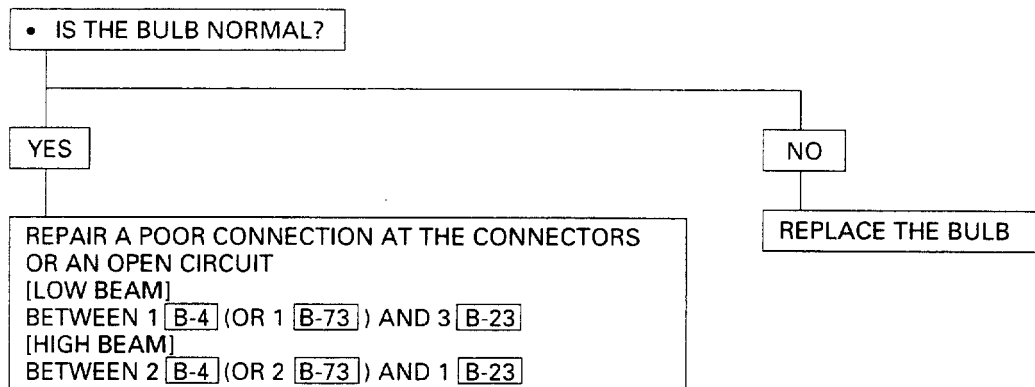 • IS THE BULB NORMAL?
YES
NO
REPAIR A POOR CONNECTION AT THE CONNECTORS
OR AN OPEN CIRCUIT
[LOW BEAM]
BETWEEN 1 B-4 (OR 1 B-73 ) AND 3 B-23
[HIGH BEAM]
BETWEEN 2 B-4 (OR 2 B-73 ) AND 1 B-23
REPLACE THE BULB